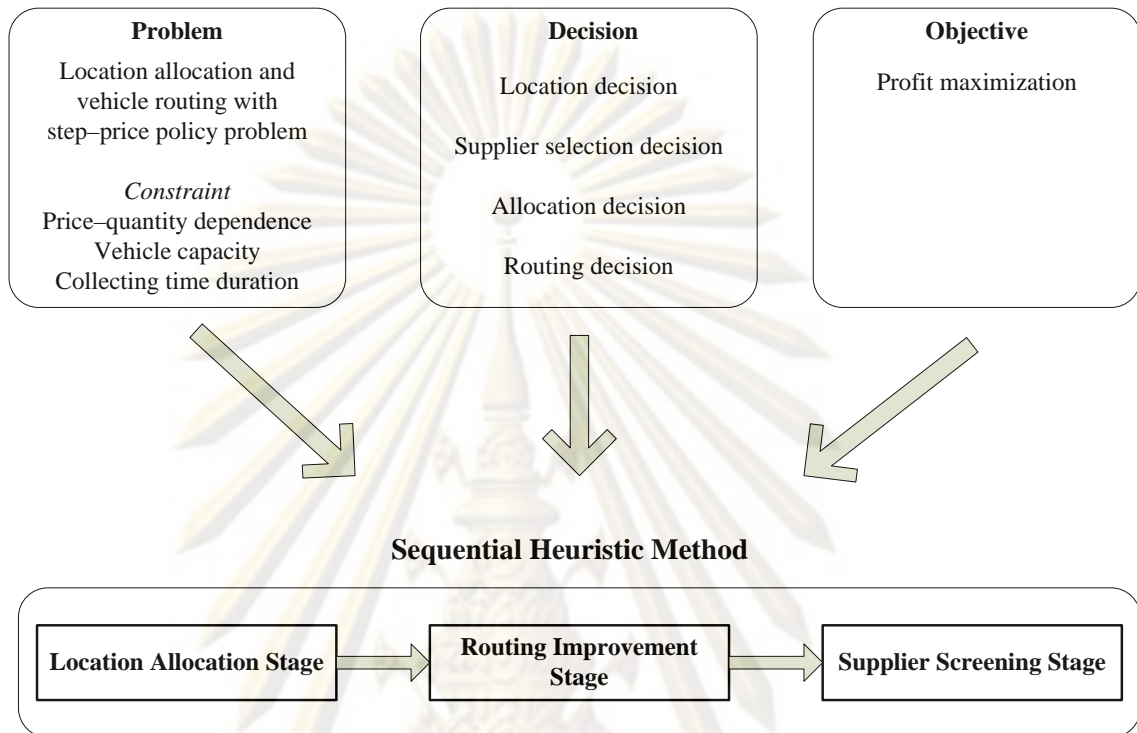 Problem
Location allocation and
vehicle routing with
step–price policy problem
Constraint
Price–quantity dependence
Vehicle capacity
Collecting time duration
Decision
Location decision
Supplier selection decision
Allocation decision
Routing decision
Objective
Profit maximization
Sequential Heuristic Method
Location Allocation Stage
Routing Improvement
Stage
Supplier Screening Stage